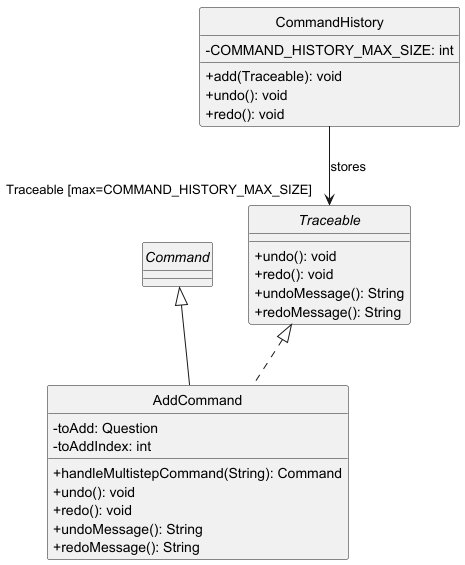 CommandHistory
-COMMAND_HISTORY_MAX_SIZE: int
+add(Traceable): void
+undo(): void
+redo(): void
stores
Traceable [max=COMMAND_HISTORY_MAX_SIZE]
Traceable
+undo(): void
+redo(): void
+undoMessage(): String
+redoMessage(): String
Command
AddCommand
-toAdd: Question
-toAddIndex: int
+handleMultistepCommand(String): Command
+undo(): void
+redo(): void
+undoMessage(): String
+redoMessage(): String